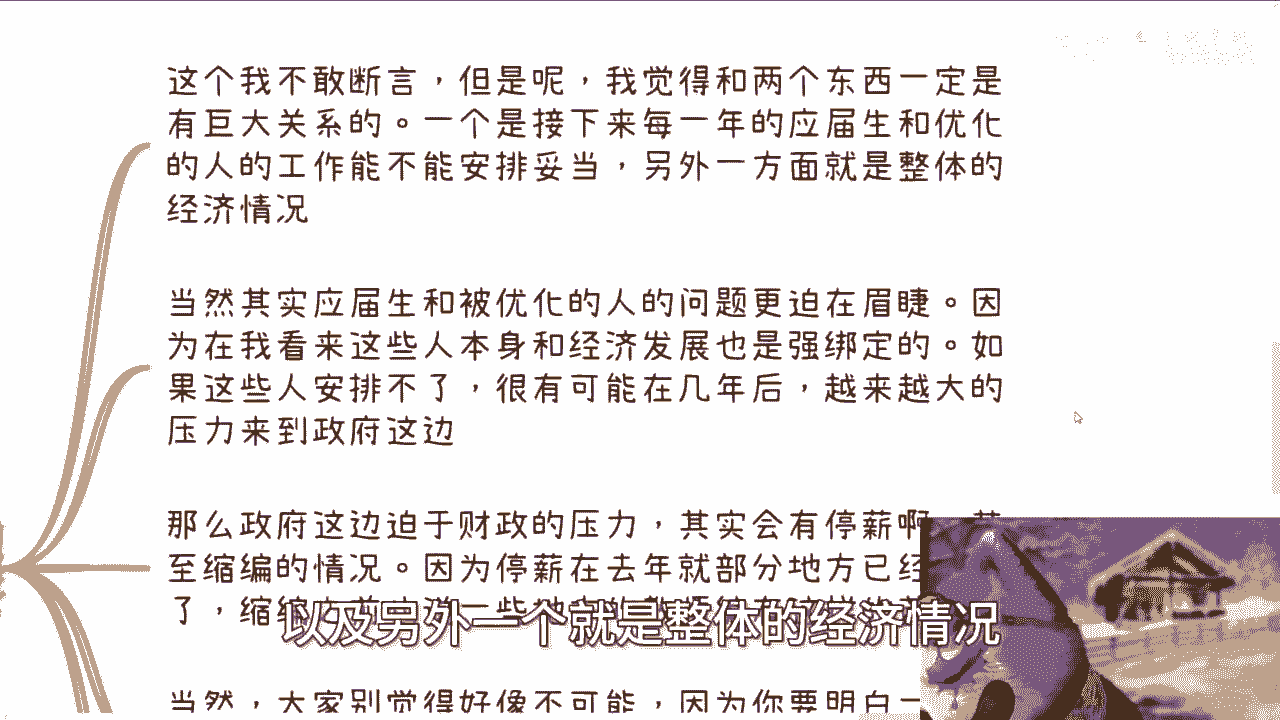 这个我不敢断言，但是呢，我觉得和两个东西一定是
有巨大关系的。一个是接下来每一年的应届生和优化
的人的工作能不能安排妥当，另外一方面就是整体的
经济情况
当然其实应届生和被优化的人的问题更迫在眉睫。因
为在我看来这些人本身和经济发展也是强绑定的。如
果这些人安排不了，很有可能在几年后，越来越大的
压力来到政府这边
那么政府这边迫于财政的压力，其实会有停薪啊
至缩编的情况。因为停薪在去年就部分地方已经
了，缩编
以及另外一个就是整体的经济情况
当然，大家别觉得好像不可能，因为你要明白一